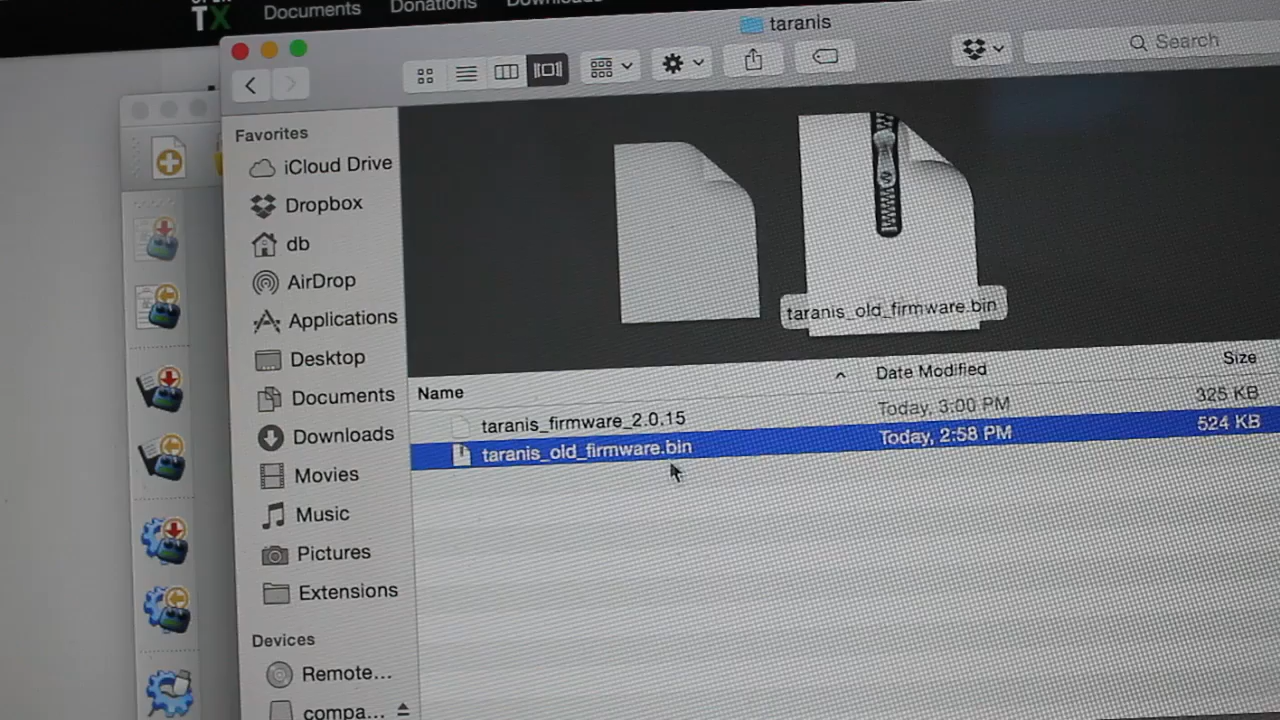 TX Documents Donations Downloads
taranis
Search
Favorites
iCloud Drive
Dropbox
db
AirDrop
Applications
Desktop
Documents
Downloads
Movies
Music
Pictures
Extensions
Devices
Remote...
compa...
taranis_old_firmware.bin
Name Date Modified Size
taranis_firmware_2.0.15 Today, 3:00 PM 325 KB
taranis_old_firmware.bin Today, 2:58 PM 524 KB